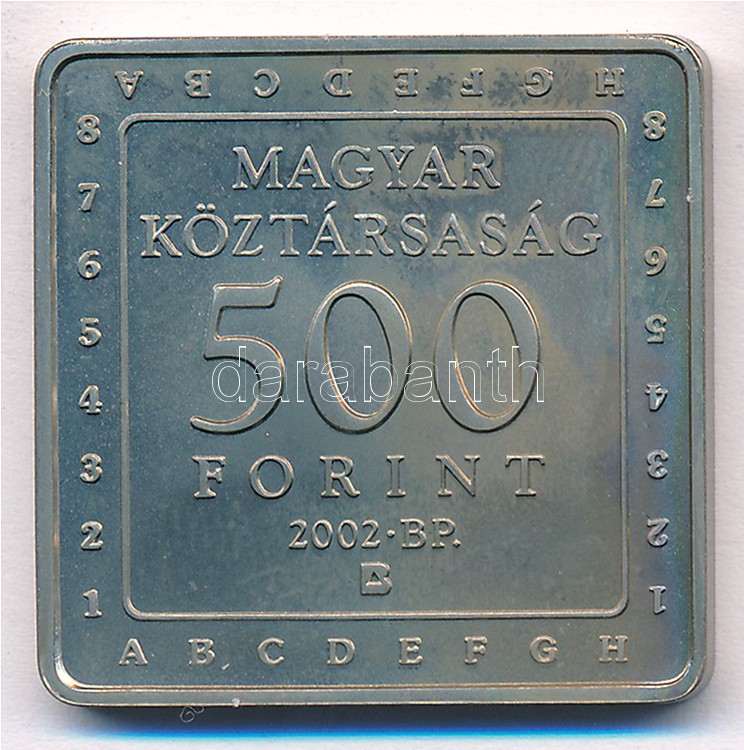 A B C D E F G H
8 8
7 7
6 6
5 5
4 4
3 3
2 2
1 1
MAGYAR
KÖZTÁRSASÁG
500
darabanth
FORINT
2002·BP.
A B C D E F G H